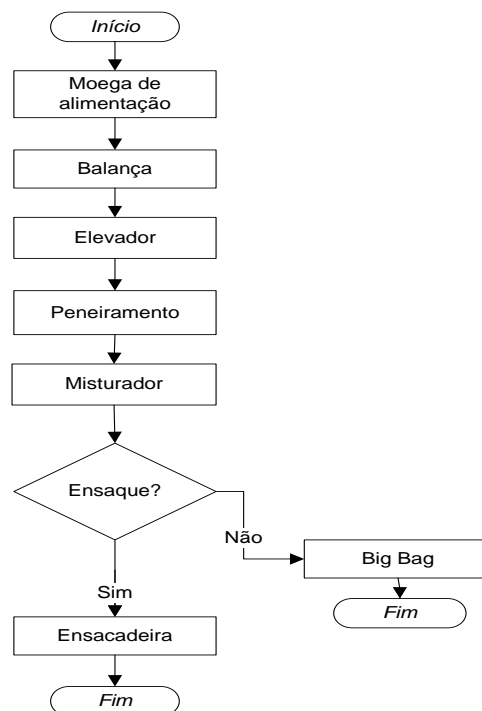 Início
Moega de
alimentação
Balança
Elevador
Peneiramento
Misturador
Ensaque?
Não
Big Bag
Fim
Sim
Ensacadeira
Fim